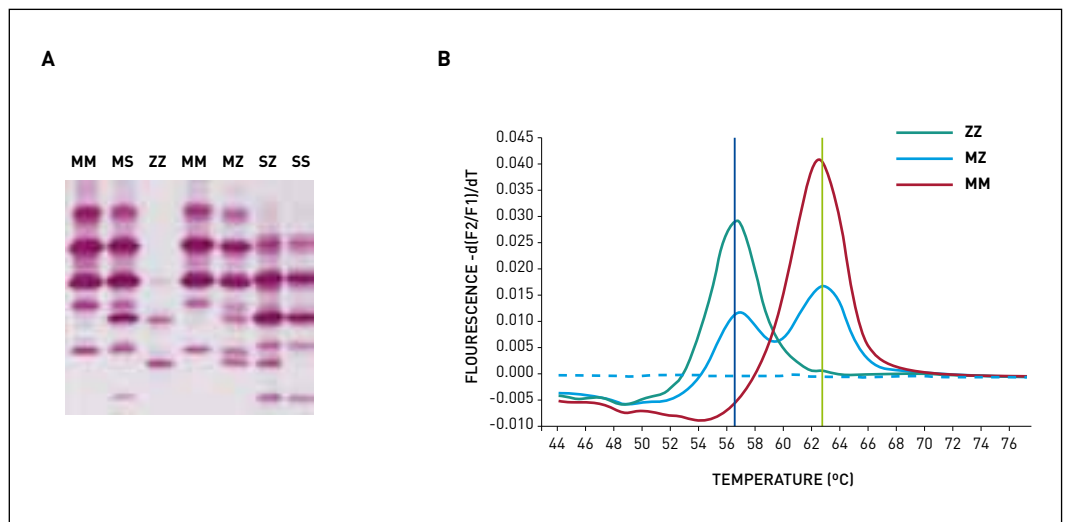 A
B
MM MS ZZ MM MZ SZ SS
FLOURESCENCE -d(F2/F1)/dT
0.045
0.040
0.035
0.030
0.025
0.020
0.015
0.010
0.005
0.000
-0.005
-0.010
ZZ
MZ
MM
44 46 48 50 52 54 56 58 60 62 64 66 68 70 72 74 76
TEMPERATURE (ºC)